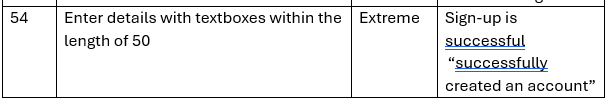 54 Enter details with textboxes within the Extreme Sign-up is
length of 50 successful
“successfully
created an account”